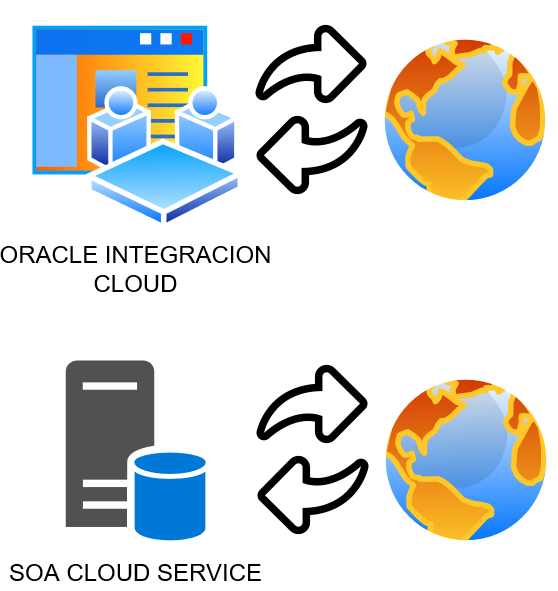 ORACLE INTEGRACION
CLOUD
SOA CLOUD SERVICE